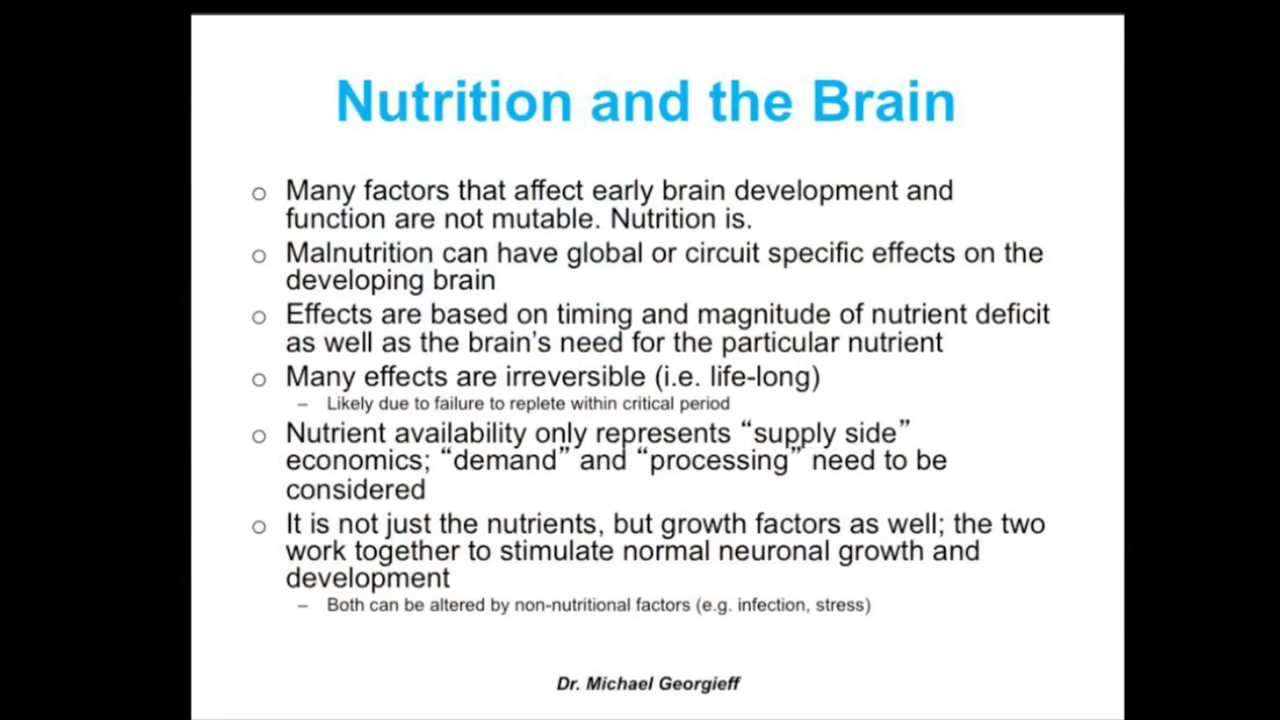 Nutrition and the Brain
○ Many factors that affect early brain development and
function are not mutable. Nutrition is.
○ Malnutrition can have global or circuit specific effects on the
developing brain
○ Effects are based on timing and magnitude of nutrient deficit
as well as the brain’s need for the particular nutrient
○ Many effects are irreversible (i.e. life-long)
– Likely due to failure to replete within critical period
○ Nutrient availability only represents “supply side”
economics; “demand” and “processing” need to be
considered
○ It is not just the nutrients, but growth factors as well; the two
work together to stimulate normal neuronal growth and
development
– Both can be altered by non-nutritional factors (e.g. infection, stress)
Dr. Michael Georgieff